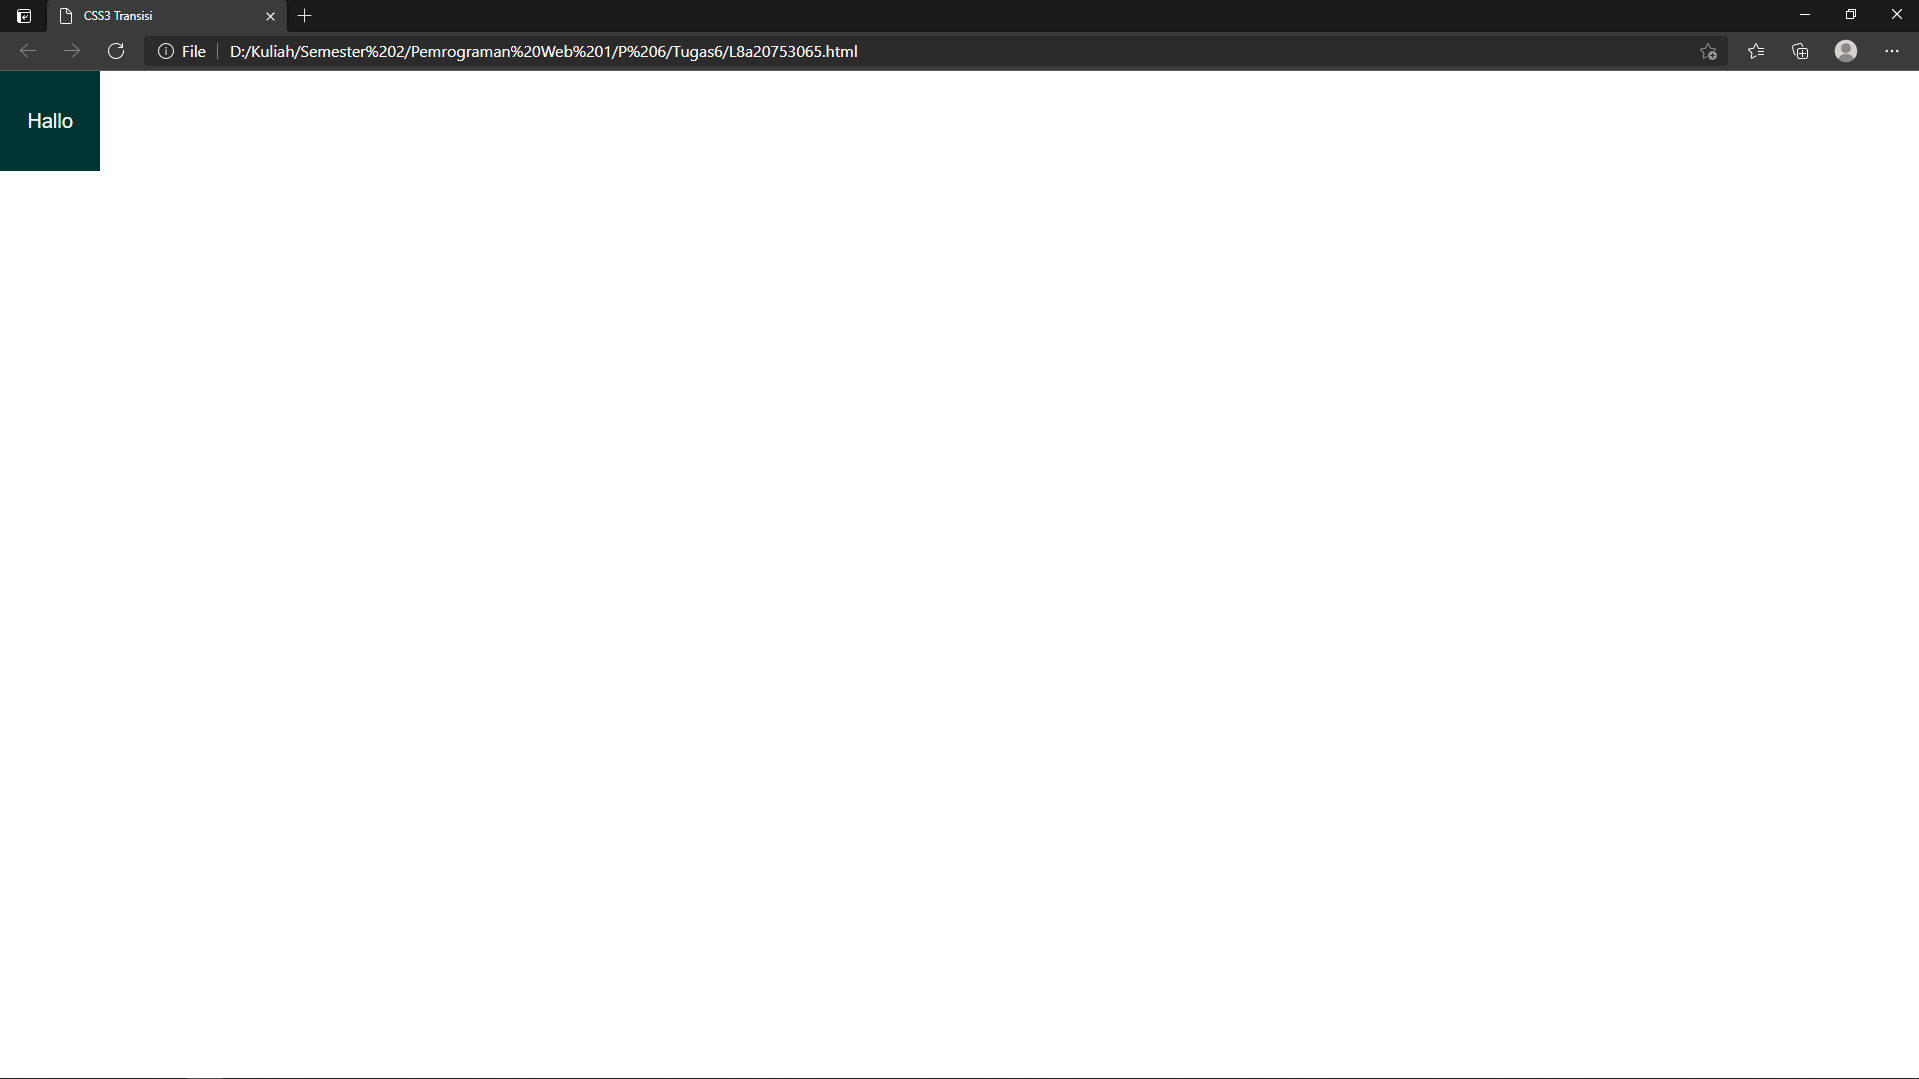 CSS3 Transisi
File
D:/Kuliah/Semester%202/Pemrograman%20Web%201/P%206/Tugas6/L8a20753065.html
Hallo